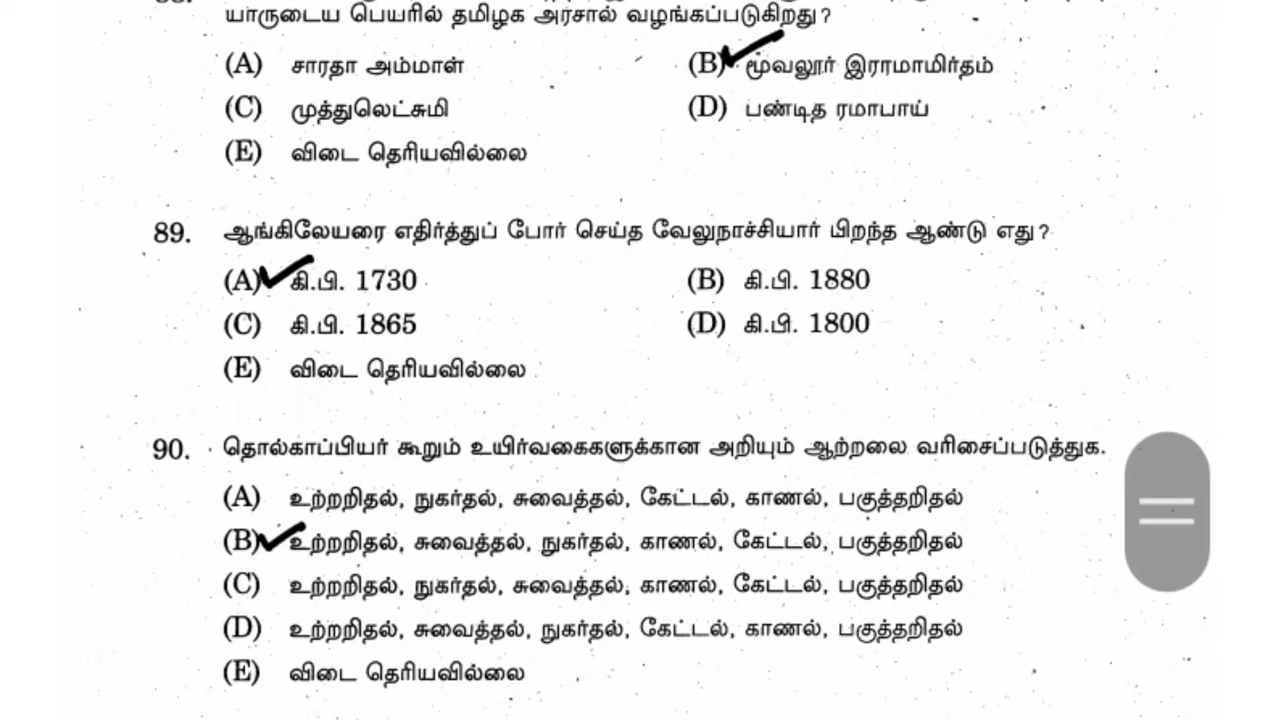 யாருடைய பெயரில் தமிழக அரசால் வழங்கப்படுகிறது?
(A) சாரதா அம்மாள் (B) மூவலூர் இராமாமிர்தம்
(C) முத்துலெட்சுமி (D) பண்டித ரமாபாய்
(E) விடை தெரியவில்லை
89. ஆங்கிலேயரை எதிர்த்துப் போர் செய்த வேலுநாச்சியார் பிறந்த ஆண்டு எது?
(A) கி.பி. 1730 (B) கி.பி. 1880
(C) கி.பி. 1865 (D) கி.பி. 1800
(E) விடை தெரியவில்லை
90. தொல்காப்பியர் கூறும் உயிர்வகைகளுக்கான அறியும் ஆற்றலை வரிசைப்படுத்துக.
(A) உற்றறிதல், நுகர்தல், சுவைத்தல், கேட்டல், காணல், பகுத்தறிதல்
(B) உற்றறிதல், சுவைத்தல், நுகர்தல், காணல், கேட்டல், பகுத்தறிதல்
(C) உற்றறிதல், நுகர்தல், சுவைத்தல், காணல், கேட்டல், பகுத்தறிதல்
(D) உற்றறிதல், சுவைத்தல், நுகர்தல், கேட்டல், காணல், பகுத்தறிதல்
(E) விடை தெரியவில்லை